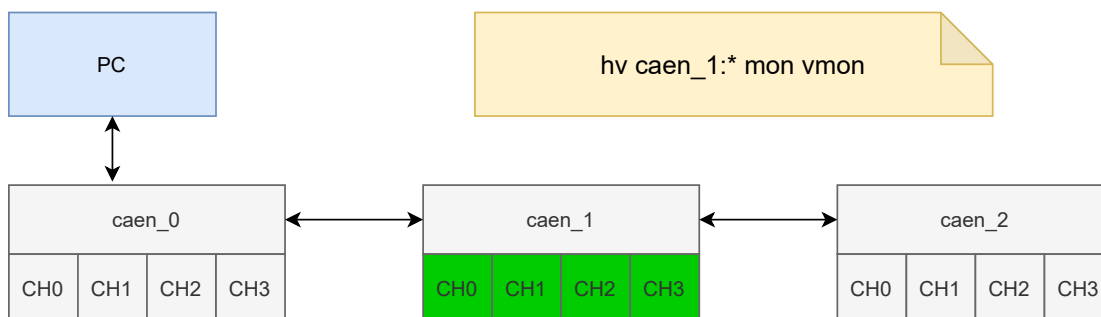 PC
hv caen_1:* mon vmon
caen_0
caen_1
caen_2
CH0 CH1 CH2 CH3
CH0 CH1 CH2 CH3
CH0 CH1 CH2 CH3